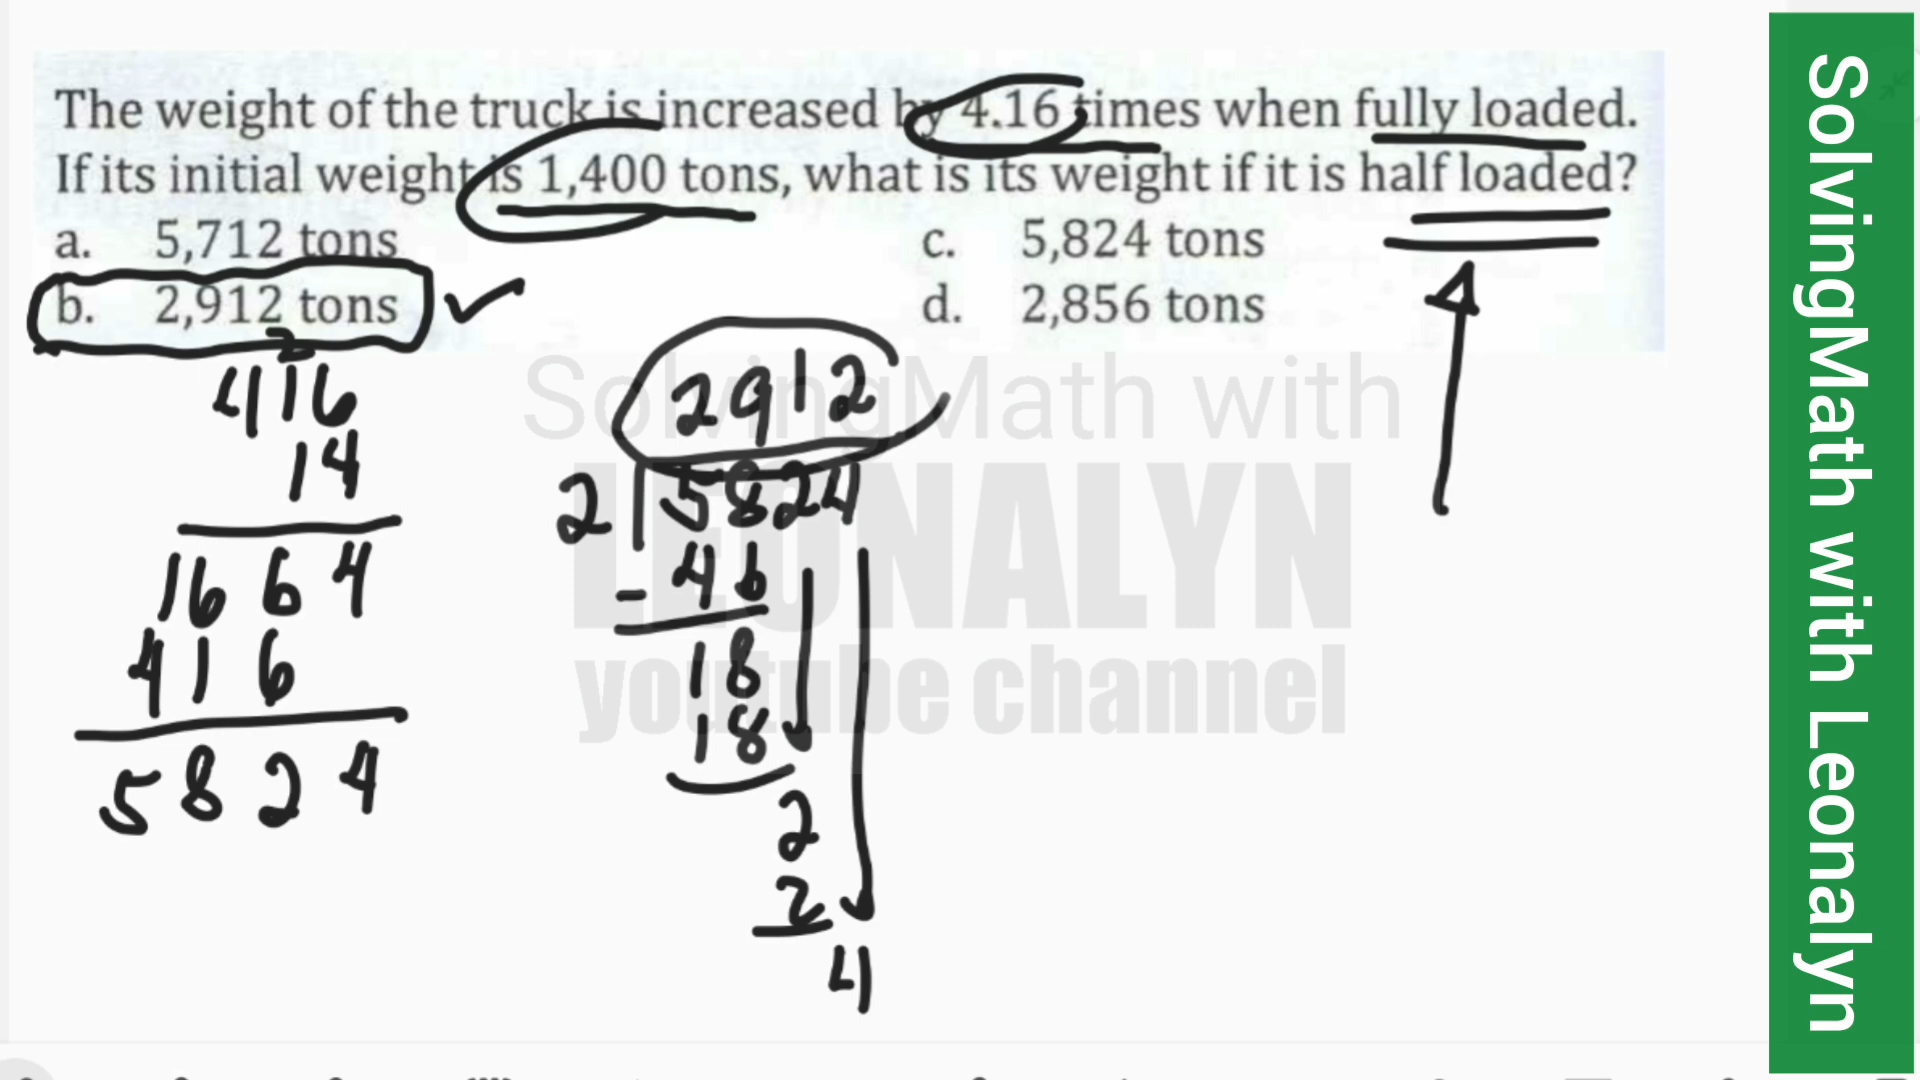 The weight of the truck is increased by 4.16 times when fully loaded.
If its initial weight is 1,400 tons, what is its weight if it is half loaded?
a. 5,712 tons
c. 5,824 tons
b. 2,912 tons
d. 2,856 tons
2
416
14
1664
416
5824
2912
2 5824
- 4
18
18
2
2
4
SolvingMath with
LEONALYN
youtube channel
SolvingMath with Leonalyn